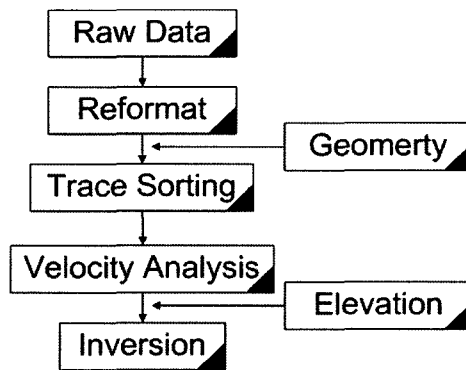 Raw Data
Reformat
Geomerty
Trace Sorting
Velocity Analysis
Elevation
Inversion